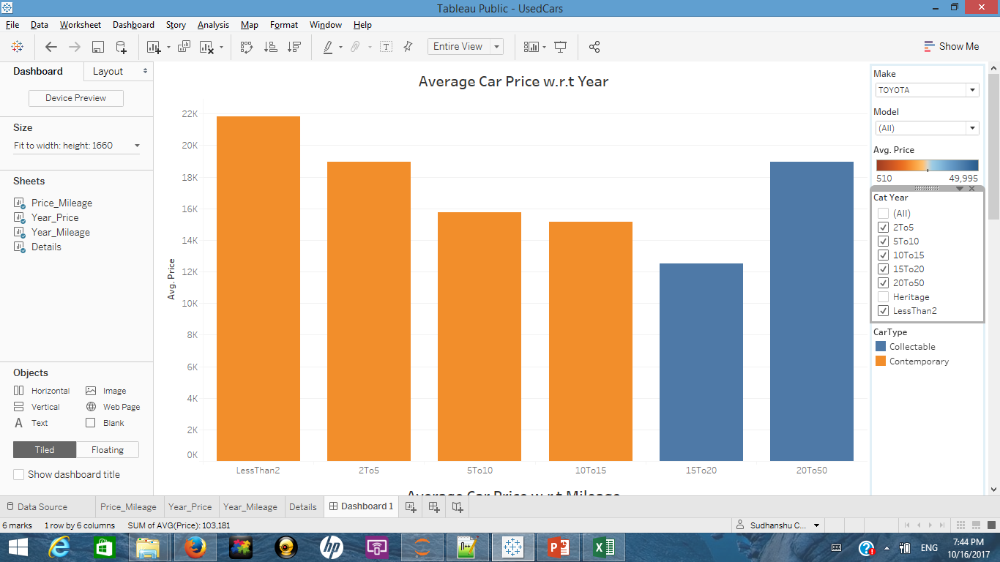 Tableau Public - UsedCars
File Data Worksheet Dashboard Story Analysis Map Format Window Help
Entire View
Show Me
Dashboard Layout
Device Preview
Size
Fit to width: height: 1660
Sheets
Price_Mileage
Year_Price
Year_Mileage
Details
Objects
Horizontal Image
Vertical Web Page
A Text Blank
Tiled Floating
Show dashboard title
Average Car Price w.r.t Year
Avg. Price
22K
20K
18K
16K
14K
12K
10K
8K
6K
4K
2K
0K
LessThan2 2To5 5To10 10To15 15To20 20To50
Average Car Price w.r.t Mileage
Make
TOYOTA
Model
(All)
Avg. Price
510 49,995
Cat Year
(All)
2To5
5To10
10To15
15To20
20To50
Heritage
LessThan2
CarType
Collectable
Contemporary
Data Source Price_Mileage Year_Price Year_Mileage Details Dashboard 1
6 marks 1 row by 6 columns SUM of AVG(Price): 103,181
Sudhanshu C...
ENG
7:44 PM
10/16/2017